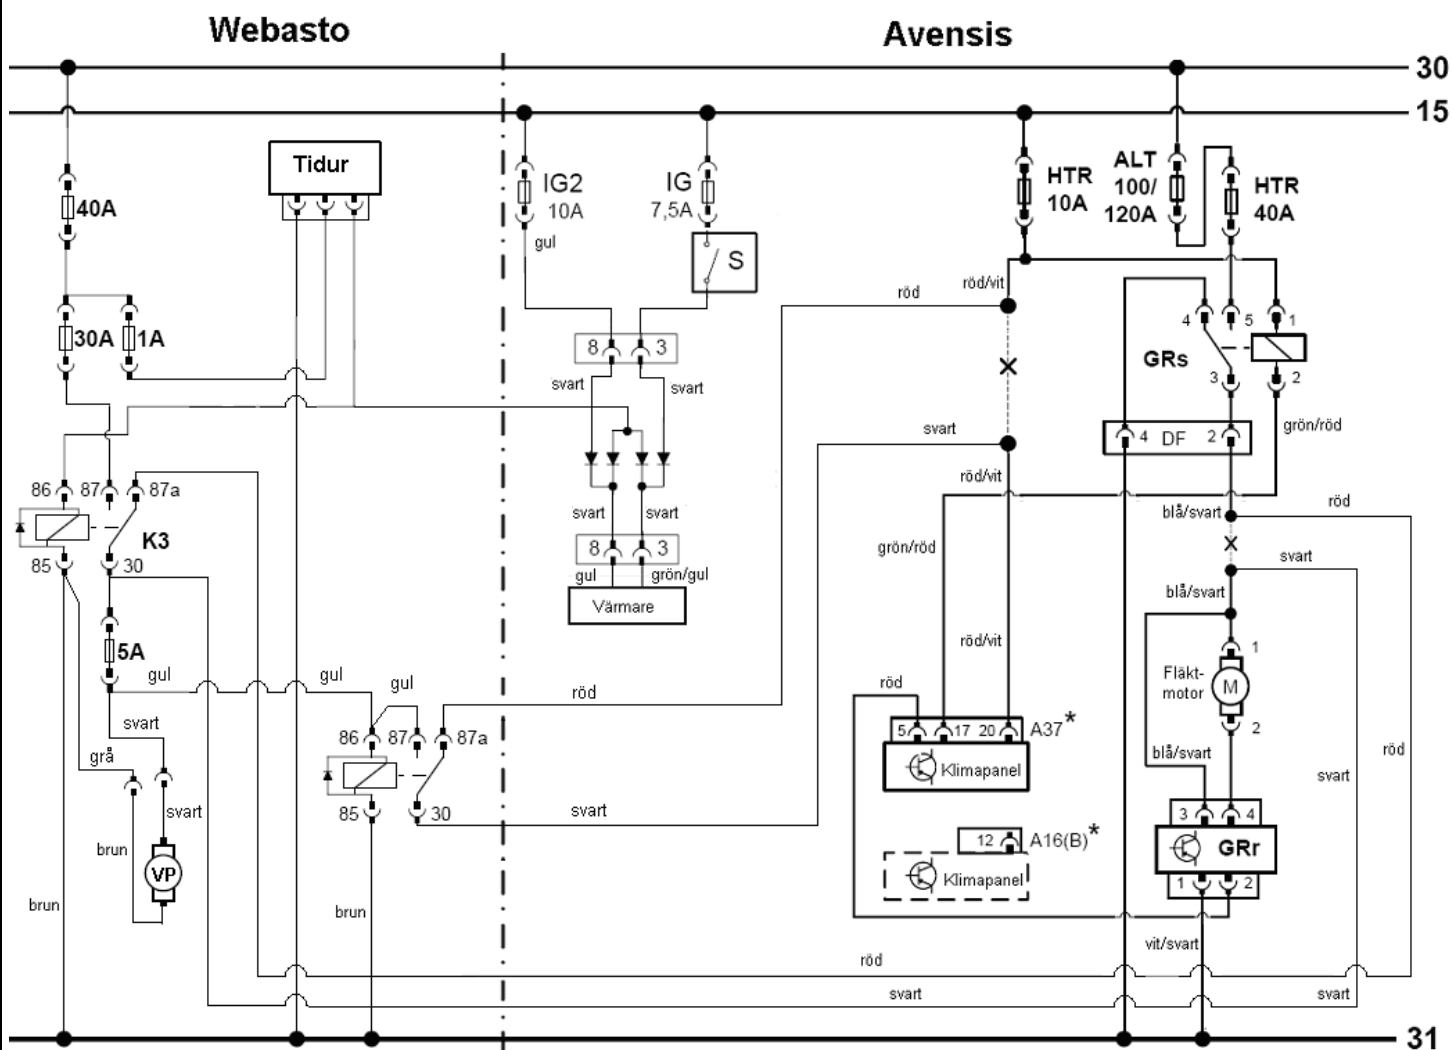 Webasto
Avensis
30
15
Tidur
40A
30A
1A
IG2
10A
gul
IG
7,5A
S
HTR
10A
ALT
100/
120A
HTR
40A
röd
röd/vit
8
3
svart
svart
4
5
1
GRs
3
2
4
DF
2
grön/röd
svart
röd/vit
86
87
87a
K3
85
30
svart
svart
8
3
gul
grön/gul
Värmare
grön/röd
blå/svart
röd
svart
blå/svart
5A
gul
gul
gul
röd
röd/vit
1
Fläkt-
motor
M
2
röd
svart
grå
86
87
87a
5
17
20
A37*
Klimapanel
blå/svart
röd
svart
svart
85
30
svart
12
A16(B)*
Klimapanel
3
4
GRr
1
2
brun
VP
brun
brun
vit/svart
röd
svart
svart
31